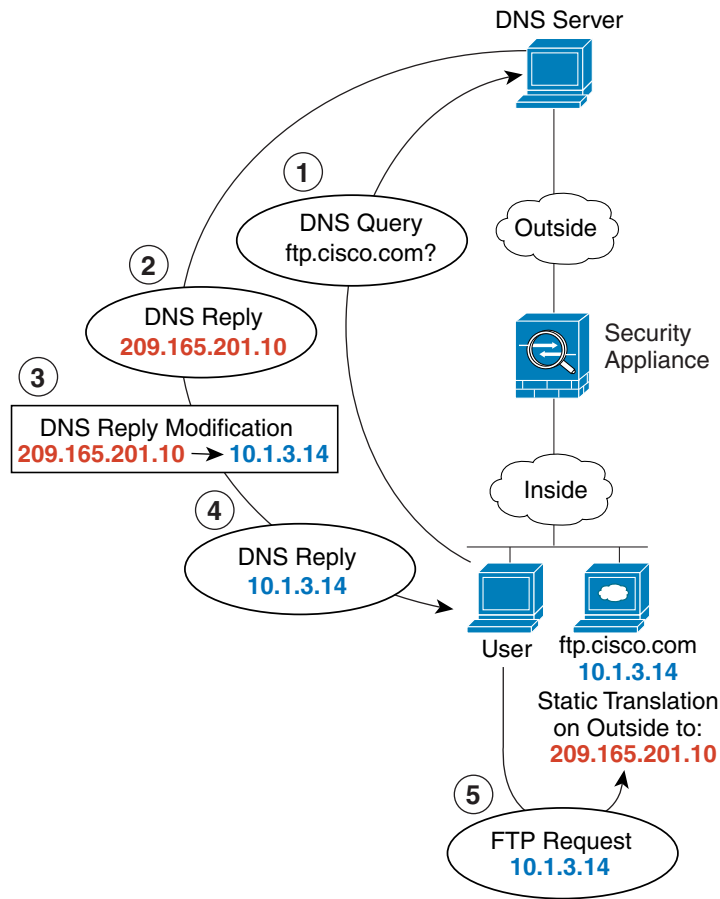 DNS Server
1
DNS Query
ftp.cisco.com?
Outside
2
DNS Reply
209.165.201.10
Security
Appliance
3
DNS Reply Modification
209.165.201.10 → 10.1.3.14
Inside
4
DNS Reply
10.1.3.14
User
ftp.cisco.com
10.1.3.14
Static Translation
on Outside to:
209.165.201.10
5
FTP Request
10.1.3.14